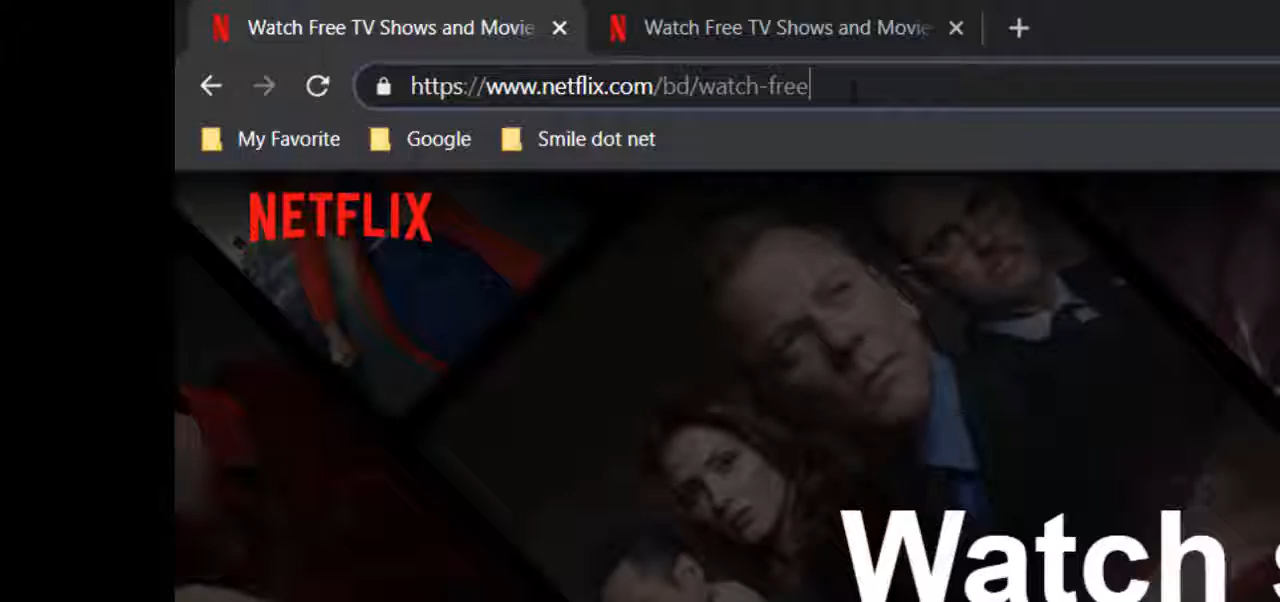 Watch Free TV Shows and Movie Watch Free TV Shows and Movie
https://www.netflix.com/bd/watch-free
My Favorite Google Smile dot net
NETFLIX
Watch